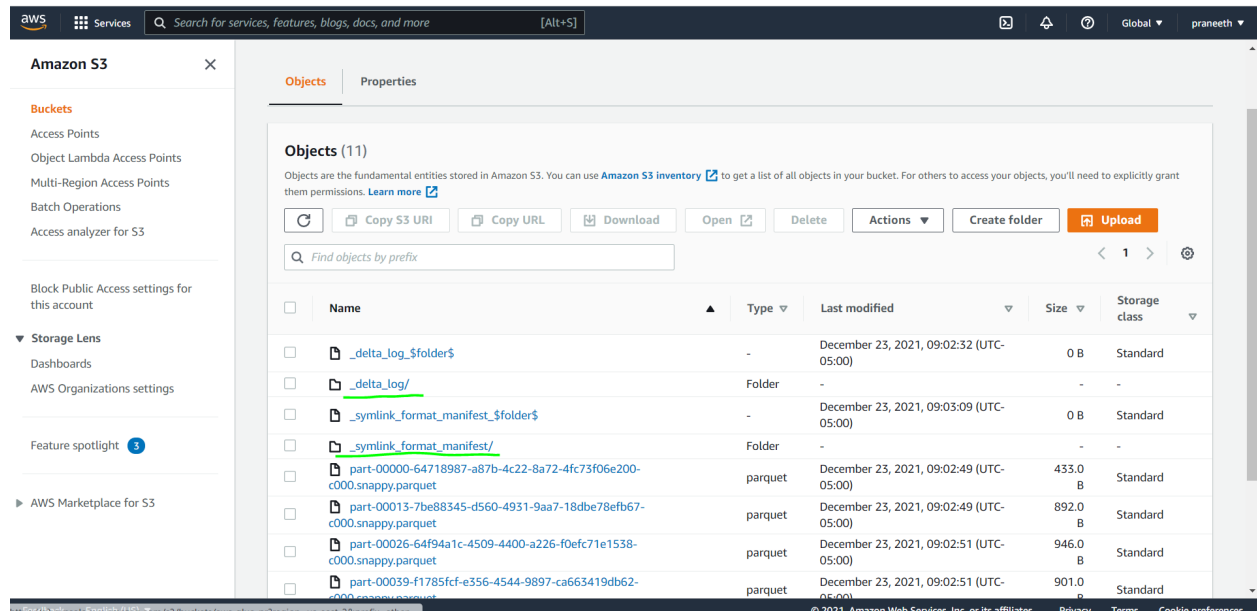 aws Services Search for services, features, blogs, docs, and more [Alt+S] Global ▼ praneeth ▼
Amazon S3
Buckets
Access Points
Object Lambda Access Points
Multi-Region Access Points
Batch Operations
Access analyzer for S3
Block Public Access settings for
this account
▼ Storage Lens
Dashboards
AWS Organizations settings
Feature spotlight 3
▶ AWS Marketplace for S3
Objects Properties
Objects (11)
Objects are the fundamental entities stored in Amazon S3. You can use Amazon S3 inventory to get a list of all objects in your bucket. For others to access your objects, you'll need to explicitly grant
them permissions. Learn more
Copy S3 URI Copy URL Download Open Delete Actions ▼ Create folder Upload
Find objects by prefix 1
Name Type Last modified Size Storage
class
_delta_log_$folder$ - December 23, 2021, 09:02:32 (UTC-
05:00) 0 B Standard
_delta_log/ Folder - - -
_symlink_format_manifest_$folder$ - December 23, 2021, 09:03:09 (UTC-
05:00) 0 B Standard
_symlink_format_manifest/ Folder - - -
part-00000-64718987-a87b-4c22-8a72-4fc73f06e200-
c000.snappy.parquet parquet December 23, 2021, 09:02:49 (UTC-
05:00) 433.0
B Standard
part-00013-7be88345-d560-4931-9aa7-18dbe78efb67-
c000.snappy.parquet parquet December 23, 2021, 09:02:49 (UTC-
05:00) 892.0
B Standard
part-00026-64f94a1c-4509-4400-a226-f0efc71e1538-
c000.snappy.parquet parquet December 23, 2021, 09:02:51 (UTC-
05:00) 946.0
B Standard
part-00039-f1785fcf-e356-4544-9897-ca663419db62-
c000.snappy.parquet parquet December 23, 2021, 09:02:51 (UTC-
05:00) 901.0
B Standard
© 2021, Amazon Web Services, Inc. or its affiliates. Privacy Terms Cookie preferences